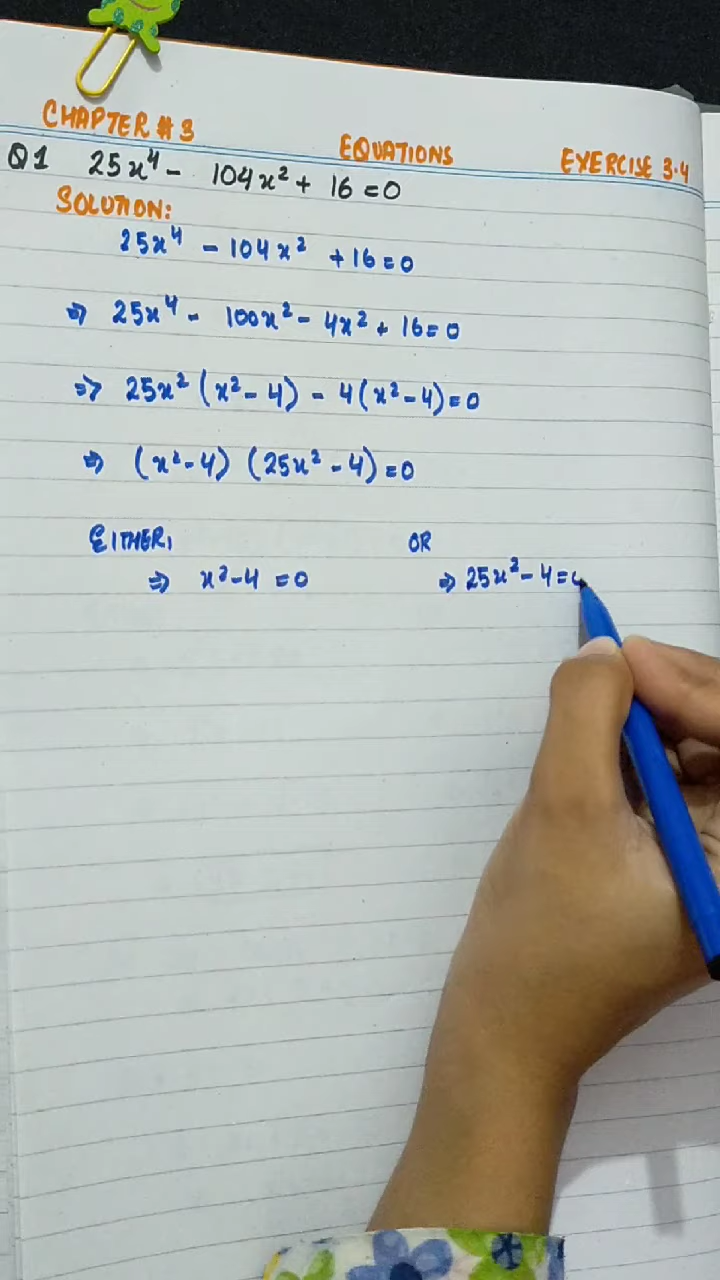 CHAPTER # 3 EQUATIONS EXERCISE 3.4
Q1 25x⁴ - 104x² + 16 = 0
SOLUTION:
25x⁴ - 104x² + 16 = 0
⇒ 25x⁴ - 100x² - 4x² + 16 = 0
⇒ 25x² (x² - 4) - 4 (x² - 4) = 0
⇒ (x² - 4) (25x² - 4) = 0
EITHER, OR
⇒ x² - 4 = 0 ⇒ 25x² - 4 = 0